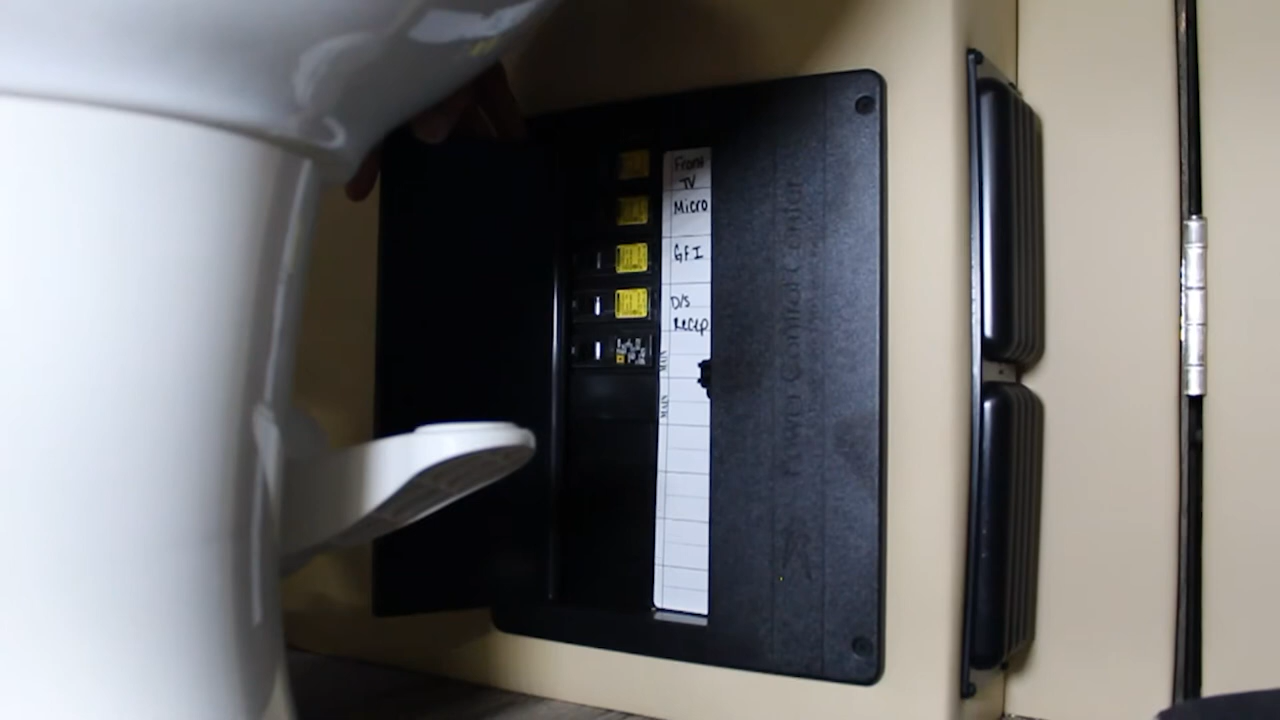 Front
TV
Micro
GFI
D/S
Recep
MAIN
MAIN
Power Control Center